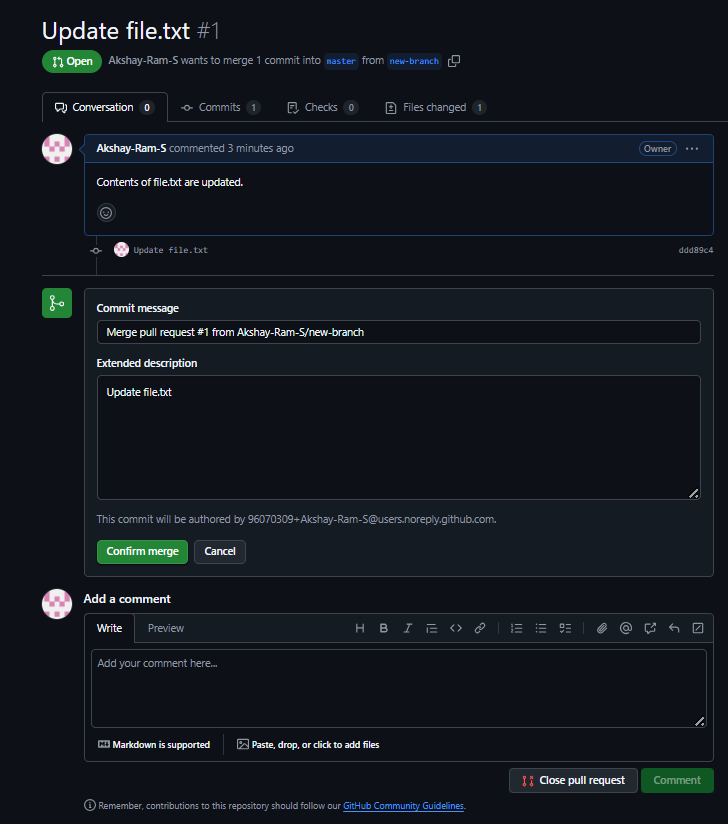 Update file.txt #1
Open Akshay-Ram-S wants to merge 1 commit into master from new-branch
Conversation 0 Commits 1 Checks 0 Files changed 1
Akshay-Ram-S commented 3 minutes ago Owner
Contents of file.txt are updated.
Update file.txt ddd89c4
Commit message
Merge pull request #1 from Akshay-Ram-S/new-branch
Extended description
Update file.txt
This commit will be authored by 96070309+Akshay-Ram-S@users.noreply.github.com.
Confirm merge Cancel
Add a comment
Write Preview
Add your comment here...
Markdown is supported Paste, drop, or click to add files
Close pull request Comment
Remember, contributions to this repository should follow our GitHub Community Guidelines.